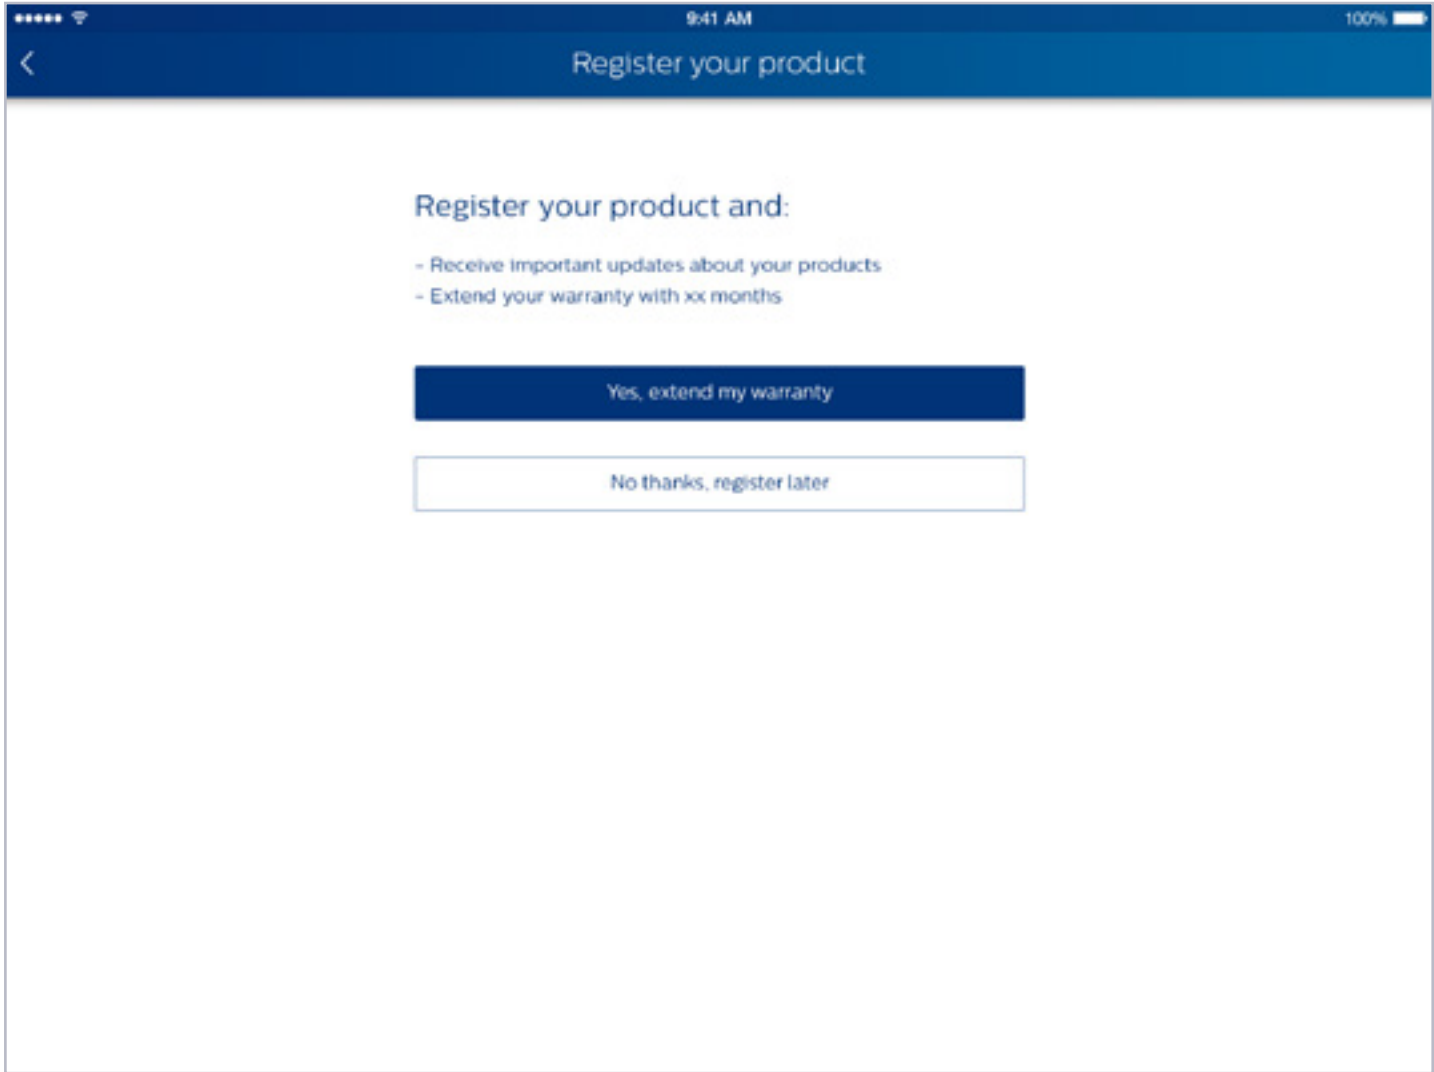 9:41 AM
100%
Register your product
Register your product and:
- Receive important updates about your products
- Extend your warranty with xx months
Yes, extend my warranty
No thanks, register later